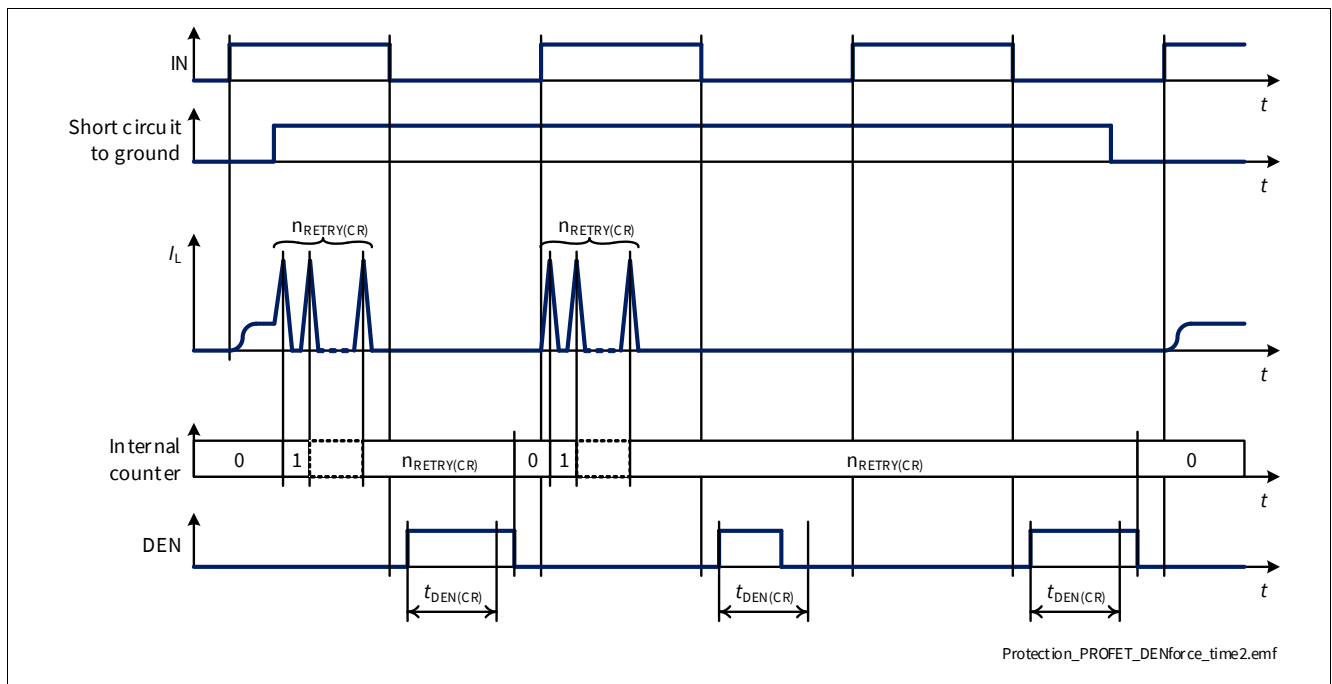 IN
t
Short circuit
to ground
t
nRETRY(CR) nRETRY(CR)
IL
t
Internal
counter
0 1 nRETRY(CR) 0 1 nRETRY(CR) 0
t
DEN
t
tDEN(CR) tDEN(CR) tDEN(CR)
Protection_PROFET_DENforce_time2.emf